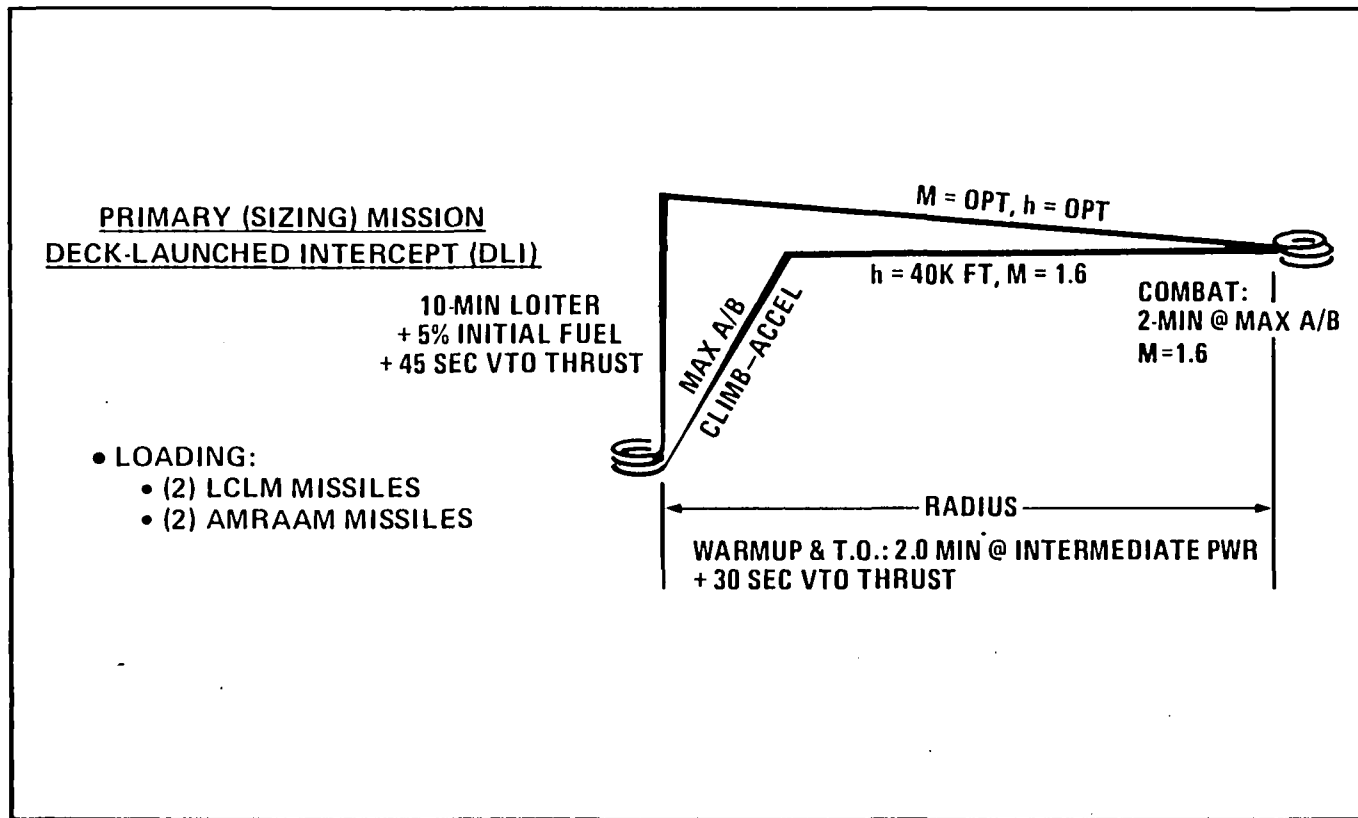 PRIMARY (SIZING) MISSION
DECK-LAUNCHED INTERCEPT (DLI)
10-MIN LOITER
+ 5% INITIAL FUEL
+ 45 SEC VTO THRUST
• LOADING:
• (2) LCLM MISSILES
• (2) AMRAAM MISSILES
M = OPT, h = OPT
h = 40K FT, M = 1.6
MAX A/B
CLIMB–ACCEL
COMBAT:
2-MIN @ MAX A/B
M=1.6
RADIUS
WARMUP & T.O.: 2.0 MIN @ INTERMEDIATE PWR
+ 30 SEC VTO THRUST